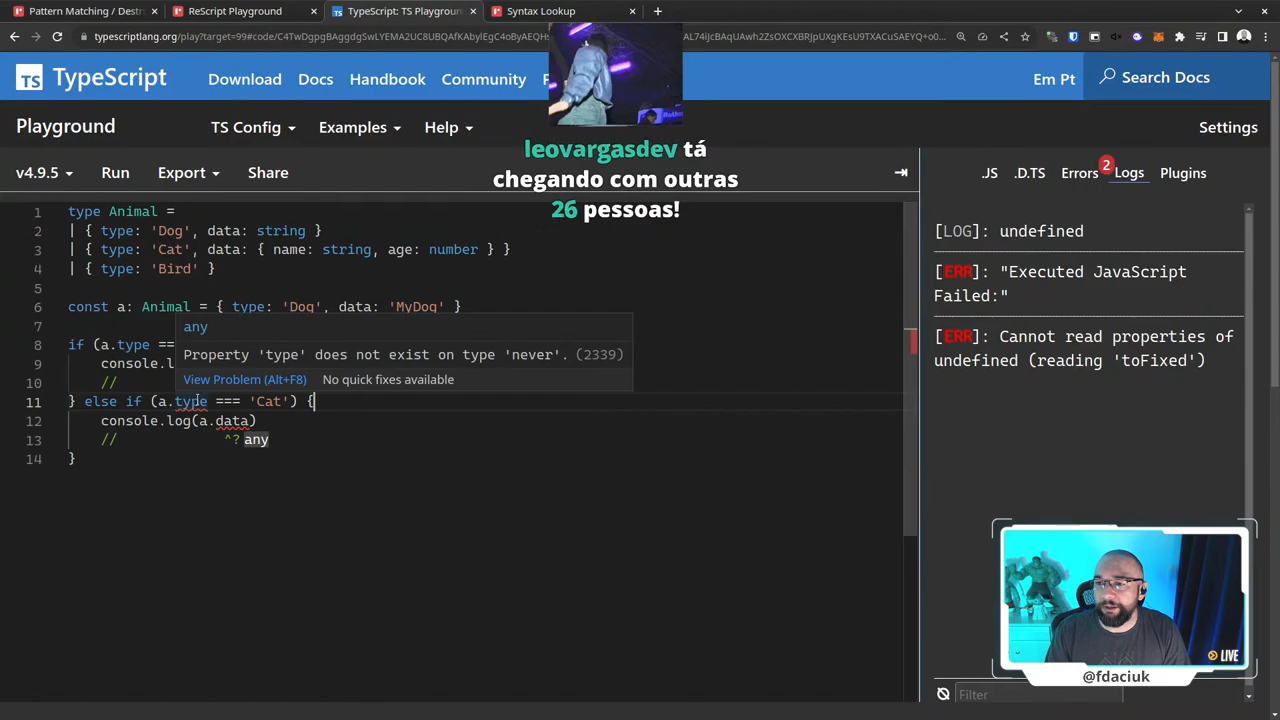 Pattern Matching / Destr
ReScript Playground
TypeScript: TS Playgroun
Syntax Lookup
TS TypeScript
Download
Docs
Handbook
Community
P
Em Pt
Search Docs
Playground
TS Config
Examples
Help
Settings
leovargasdev tá
chegando com outras
26 pessoas!
v4.9.5
Run
Export
Share
.JS
.D.TS
Errors
2
Logs
Plugins
1 type Animal =
2 | { type: 'Dog', data: string }
3 | { type: 'Cat', data: { name: string, age: number } }
4 | { type: 'Bird' }
5
6 const a: Animal = { type: 'Dog', data: 'MyDog' }
7
any
8 if (a.type ==
Property 'type' does not exist on type 'never'. (2339)
9 console.l
10 //
View Problem (Alt+F8)
No quick fixes available
11 } else if (a.type === 'Cat') {
12 console.log(a.data)
13 // ^? any
14 }
[LOG]: undefined
[ERR]: "Executed JavaScript
Failed:"
[ERR]: Cannot read properties of
undefined (reading 'toFixed')
LIVE
@fdaciuk
Filter